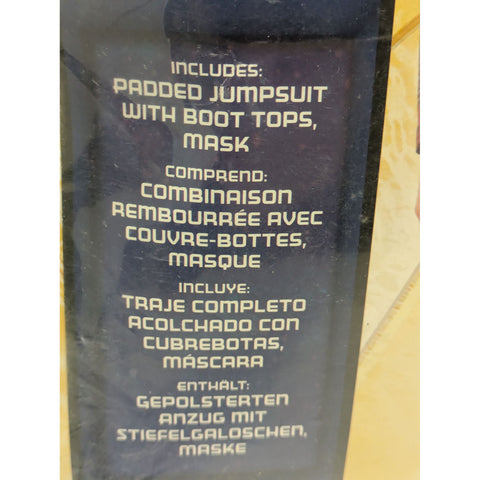 INCLUDES:
PADDED JUMPSUIT
WITH BOOT TOPS,
MASK
COMPREND:
COMBINAISON
REMBOURRÉE AVEC
COUVRE-BOTTES,
MASQUE
INCLUYE:
TRAJE COMPLETO
ACOLCHADO CON
CUBREBOTAS,
MÁSCARA
ENTHÄLT:
GEPOLSTERTEN
ANZUG MIT
STIEFELGALOSCHEN,
MASKE